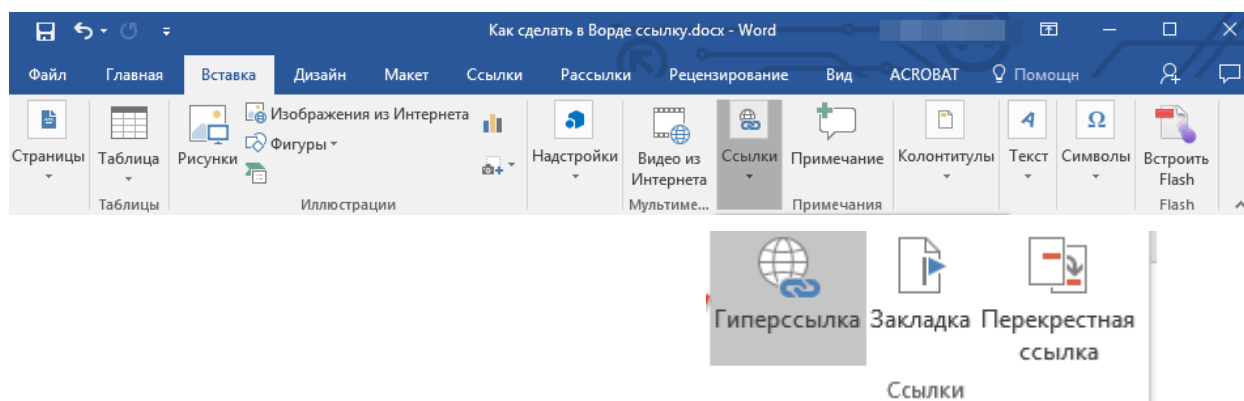 Как сделать в Ворде ссылку.docx - Word
Файл Главная Вставка Дизайн Макет Ссылки Рассылки Рецензирование Вид ACROBAT Помощн
Страницы Таблица Рисунки Изображения из Интернета Фигуры Надстройки Видео из Интернета Ссылки Примечание Колонтитулы Текст Символы Встроить Flash
Таблицы Иллюстрации Мультиме... Примечания Flash
Гиперссылка Закладка Перекрестная
ссылка
Ссылки